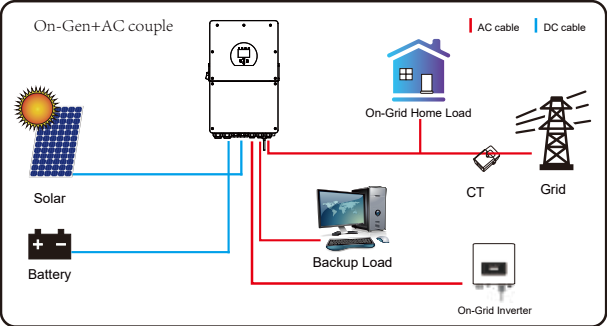 On-Gen+AC couple
AC cable
DC cable
On-Grid Home Load
CT
Grid
Solar
Backup Load
Battery
On-Grid Inverter